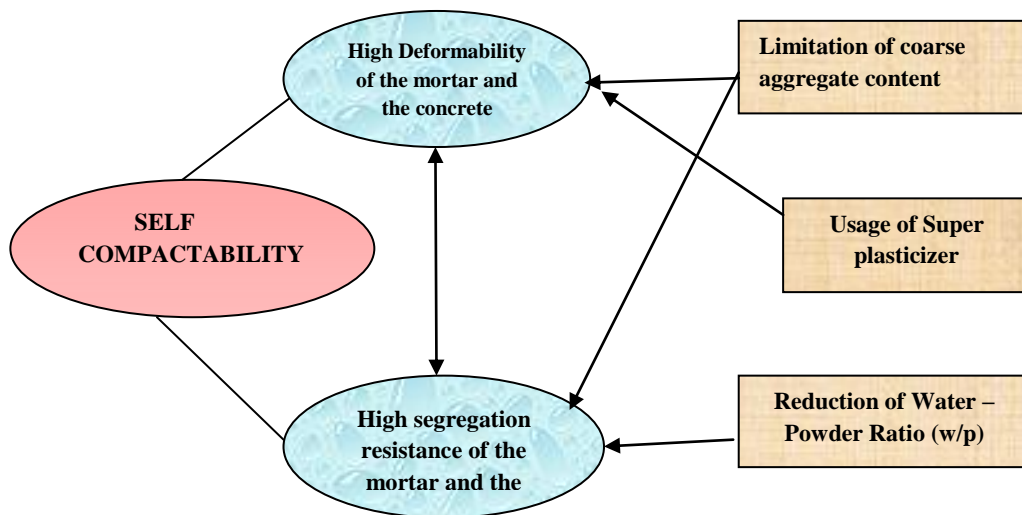 High Deformability
of the mortar and
the concrete
Limitation of coarse
aggregate content
SELF
COMPACTABILITY
Usage of Super
plasticizer
High segregation
resistance of the
mortar and the
Reduction of Water –
Powder Ratio (w/p)